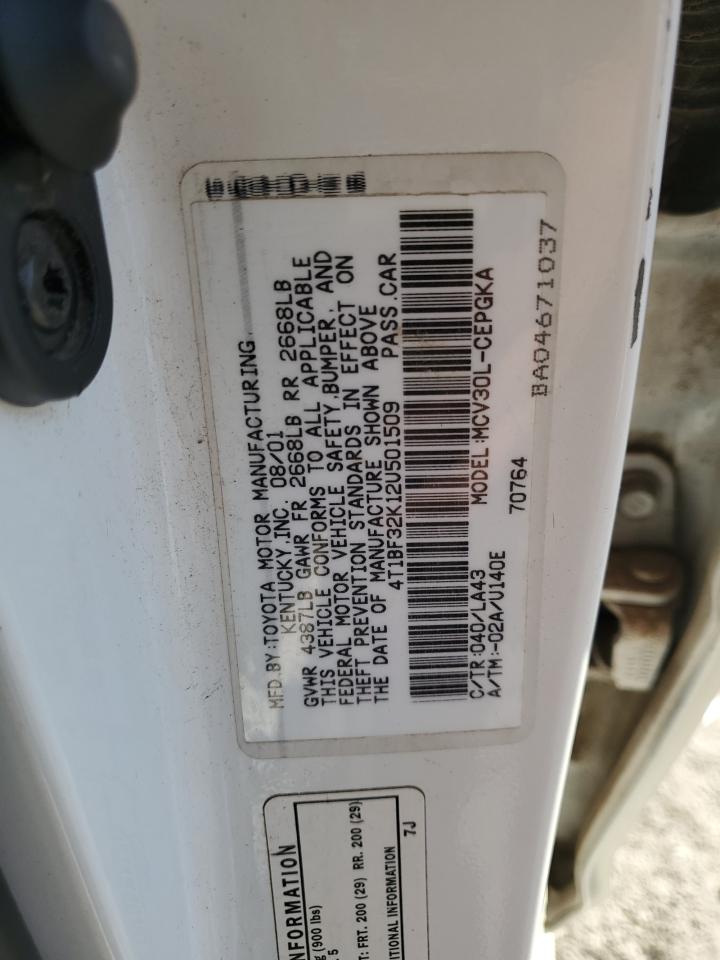 MFD.BY:TOYOTA MOTOR MANUFACTURING
KENTUCKY,INC. 08/01
GVWR 4387LB GAWR FR 2668LB RR 2668LB
THIS VEHICLE CONFORMS TO ALL APPLICABLE
FEDERAL MOTOR VEHICLE SAFETY,BUMPER, AND
THEFT PREVENTION STANDARDS IN EFFECT ON
THE DATE OF MANUFACTURE SHOWN ABOVE
4T1BF32K12U501509 PASS.CAR
C/TR:040/LA43 MODEL:MCV30L-CEPGKA
A/TM:-02A/U140E 70764
BA04671037
INFORMATION
(900 lbs)
5
FRT. 200 (29) RR. 200 (29)
INFORMATION
7J